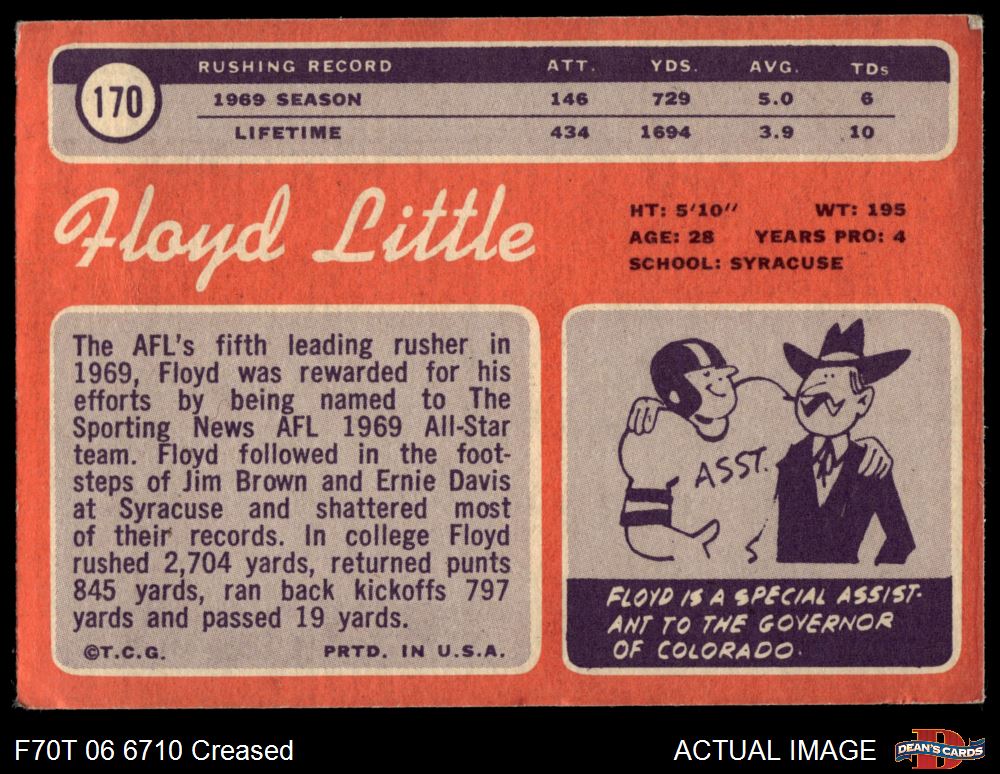 170
RUSHING RECORD ATT. YDS. AVG. TDs
1969 SEASON 146 729 5.0 6
LIFETIME 434 1694 3.9 10
Floyd Little
HT: 5'10" WT: 195
AGE: 28 YEARS PRO: 4
SCHOOL: SYRACUSE
The AFL's fifth leading rusher in
1969, Floyd was rewarded for his
efforts by being named to The
Sporting News AFL 1969 All-Star
team. Floyd followed in the foot-
steps of Jim Brown and Ernie Davis
at Syracuse and shattered most
of their records. In college Floyd
rushed 2,704 yards, returned punts
845 yards, ran back kickoffs 797
yards and passed 19 yards.
©T.C.G. PRTD. IN U.S.A.
ASST.
FLOYD IS A SPECIAL ASSIST-
ANT TO THE GOVERNOR
OF COLORADO.
F70T 06 6710 Creased
ACTUAL IMAGE
D
DEAN'S CARDS